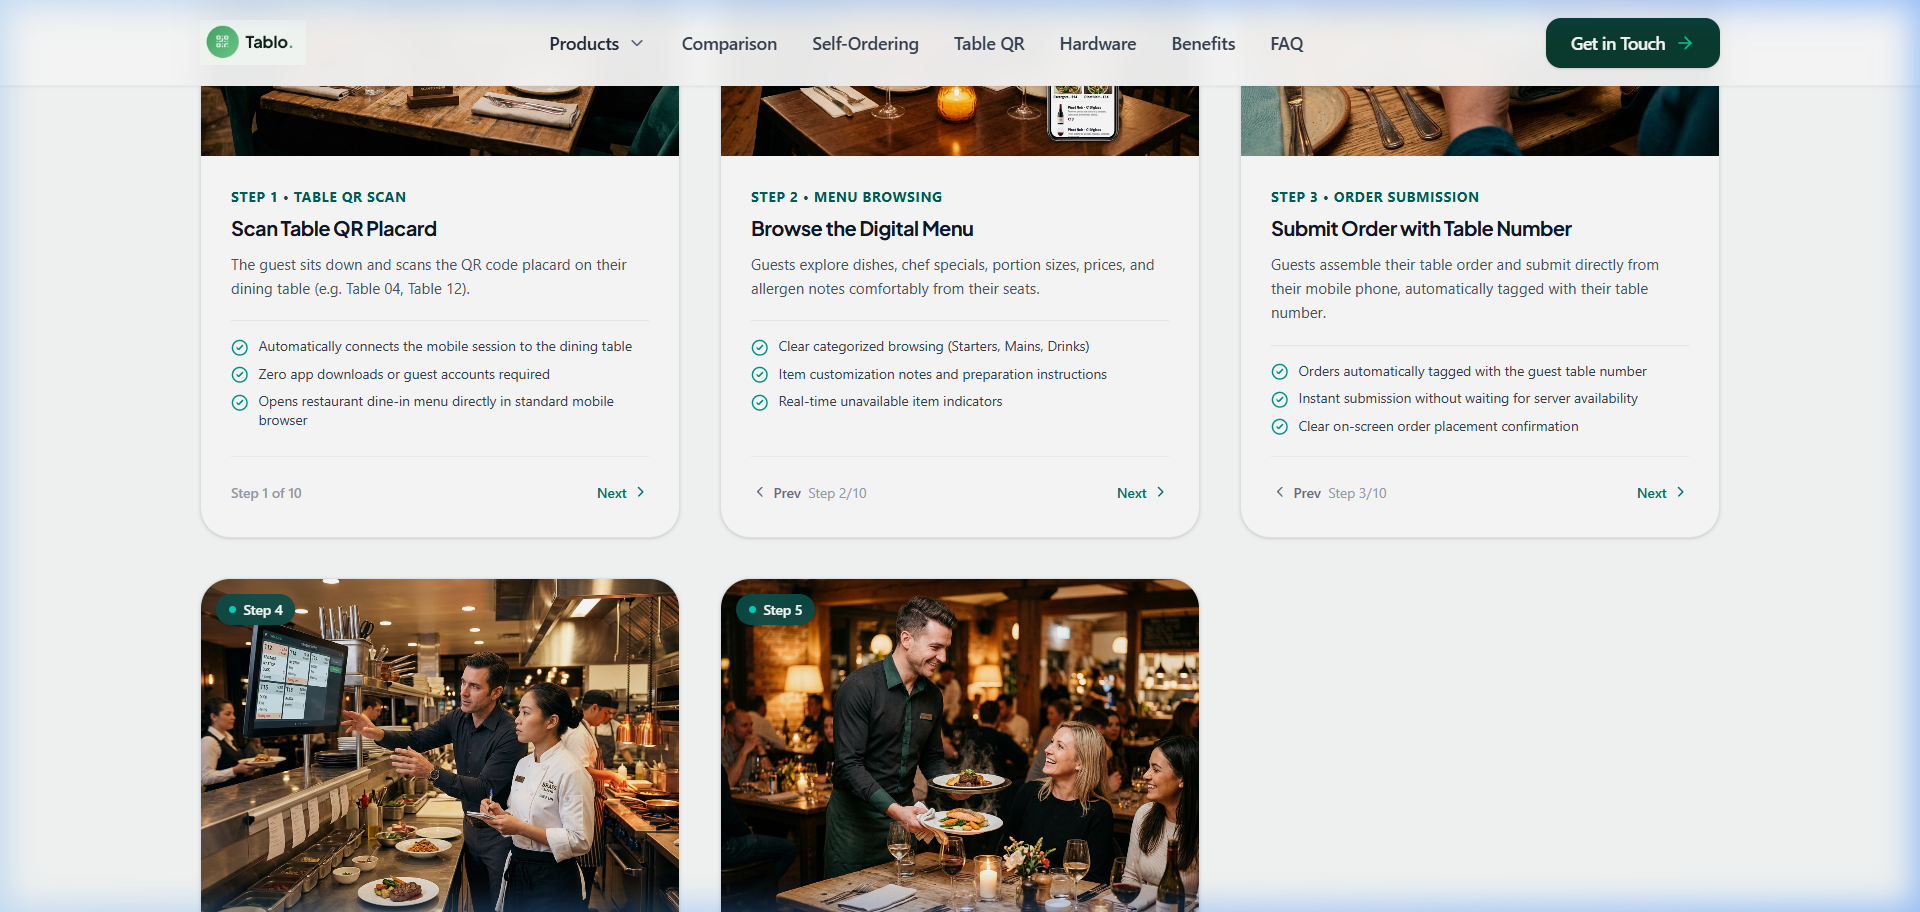 Tablo.
Products
Comparison
Self-Ordering
Table QR
Hardware
Benefits
FAQ
Get in Touch
STEP 1 • TABLE QR SCAN
Scan Table QR Placard
The guest sits down and scans the QR code placard on their
dining table (e.g. Table 04, Table 12).
Automatically connects the mobile session to the dining table
Zero app downloads or guest accounts required
Opens restaurant dine-in menu directly in standard mobile
browser
Step 1 of 10
Next
STEP 2 • MENU BROWSING
Browse the Digital Menu
Guests explore dishes, chef specials, portion sizes, prices, and
allergen notes comfortably from their seats.
Clear categorized browsing (Starters, Mains, Drinks)
Item customization notes and preparation instructions
Real-time unavailable item indicators
Prev Step 2/10
Next
STEP 3 • ORDER SUBMISSION
Submit Order with Table Number
Guests assemble their table order and submit directly from
their mobile phone, automatically tagged with their table
number.
Orders automatically tagged with the guest table number
Instant submission without waiting for server availability
Clear on-screen order placement confirmation
Prev Step 3/10
Next
Step 4
Step 5